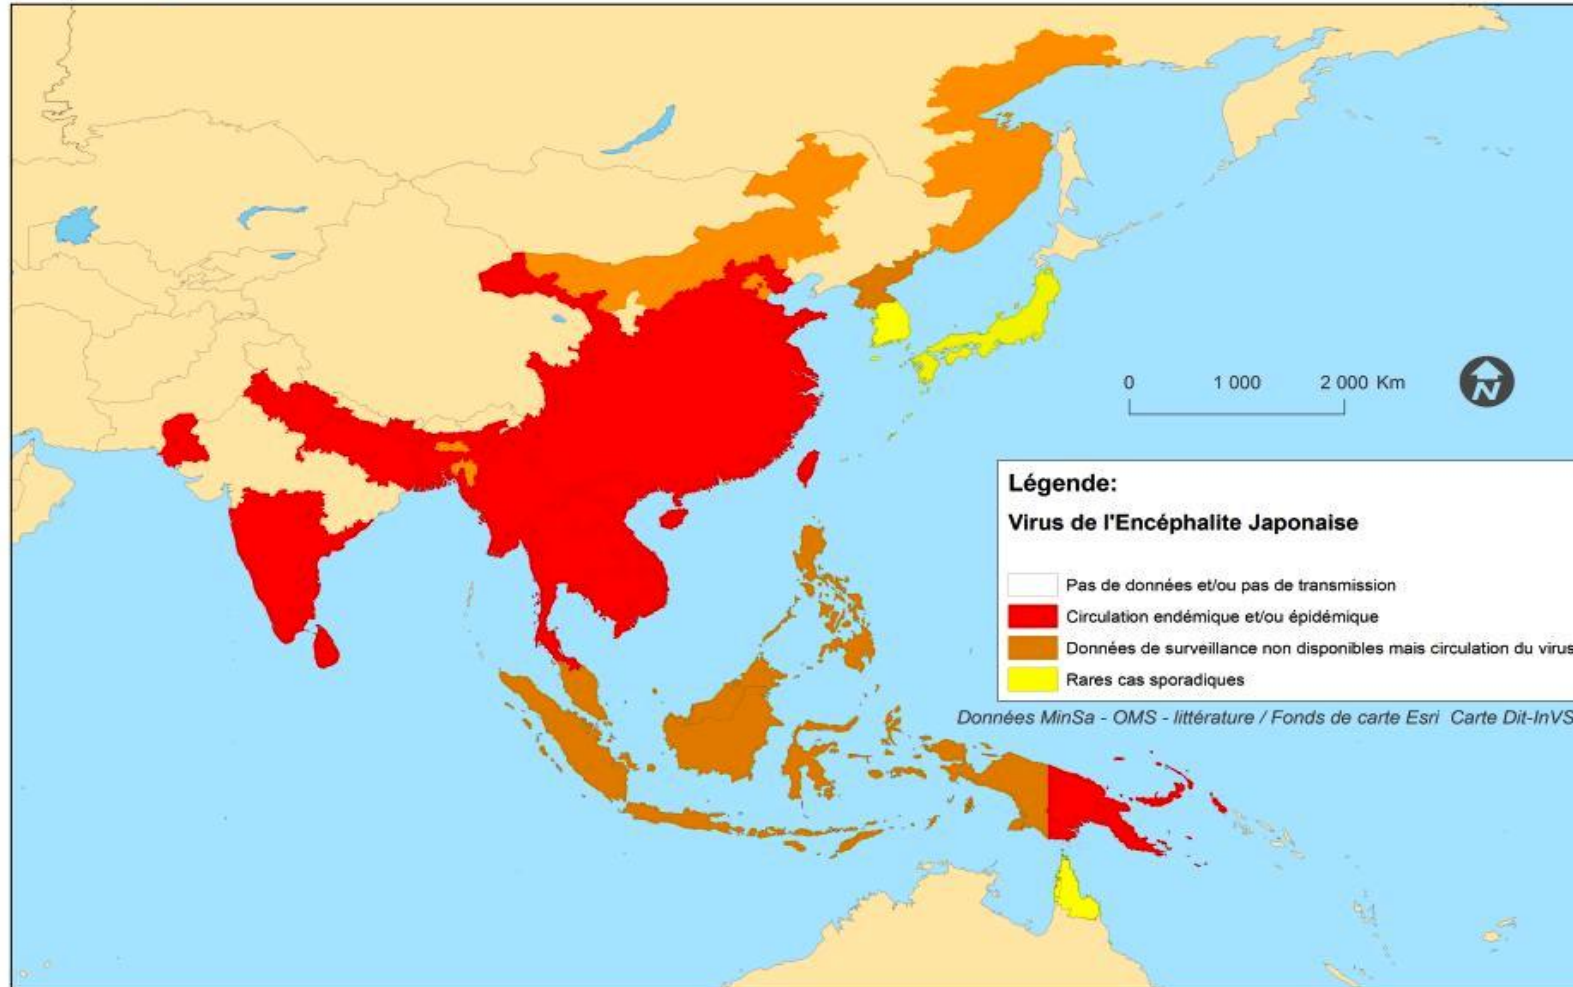 0 1 000 2 000 Km
N
Légende:
Virus de l'Encéphalite Japonaise
Pas de données et/ou pas de transmission
Circulation endémique et/ou épidémique
Données de surveillance non disponibles mais circulation du virus
Rares cas sporadiques
Données MinSa - OMS - littérature / Fonds de carte Esri Carte Dit-InVS